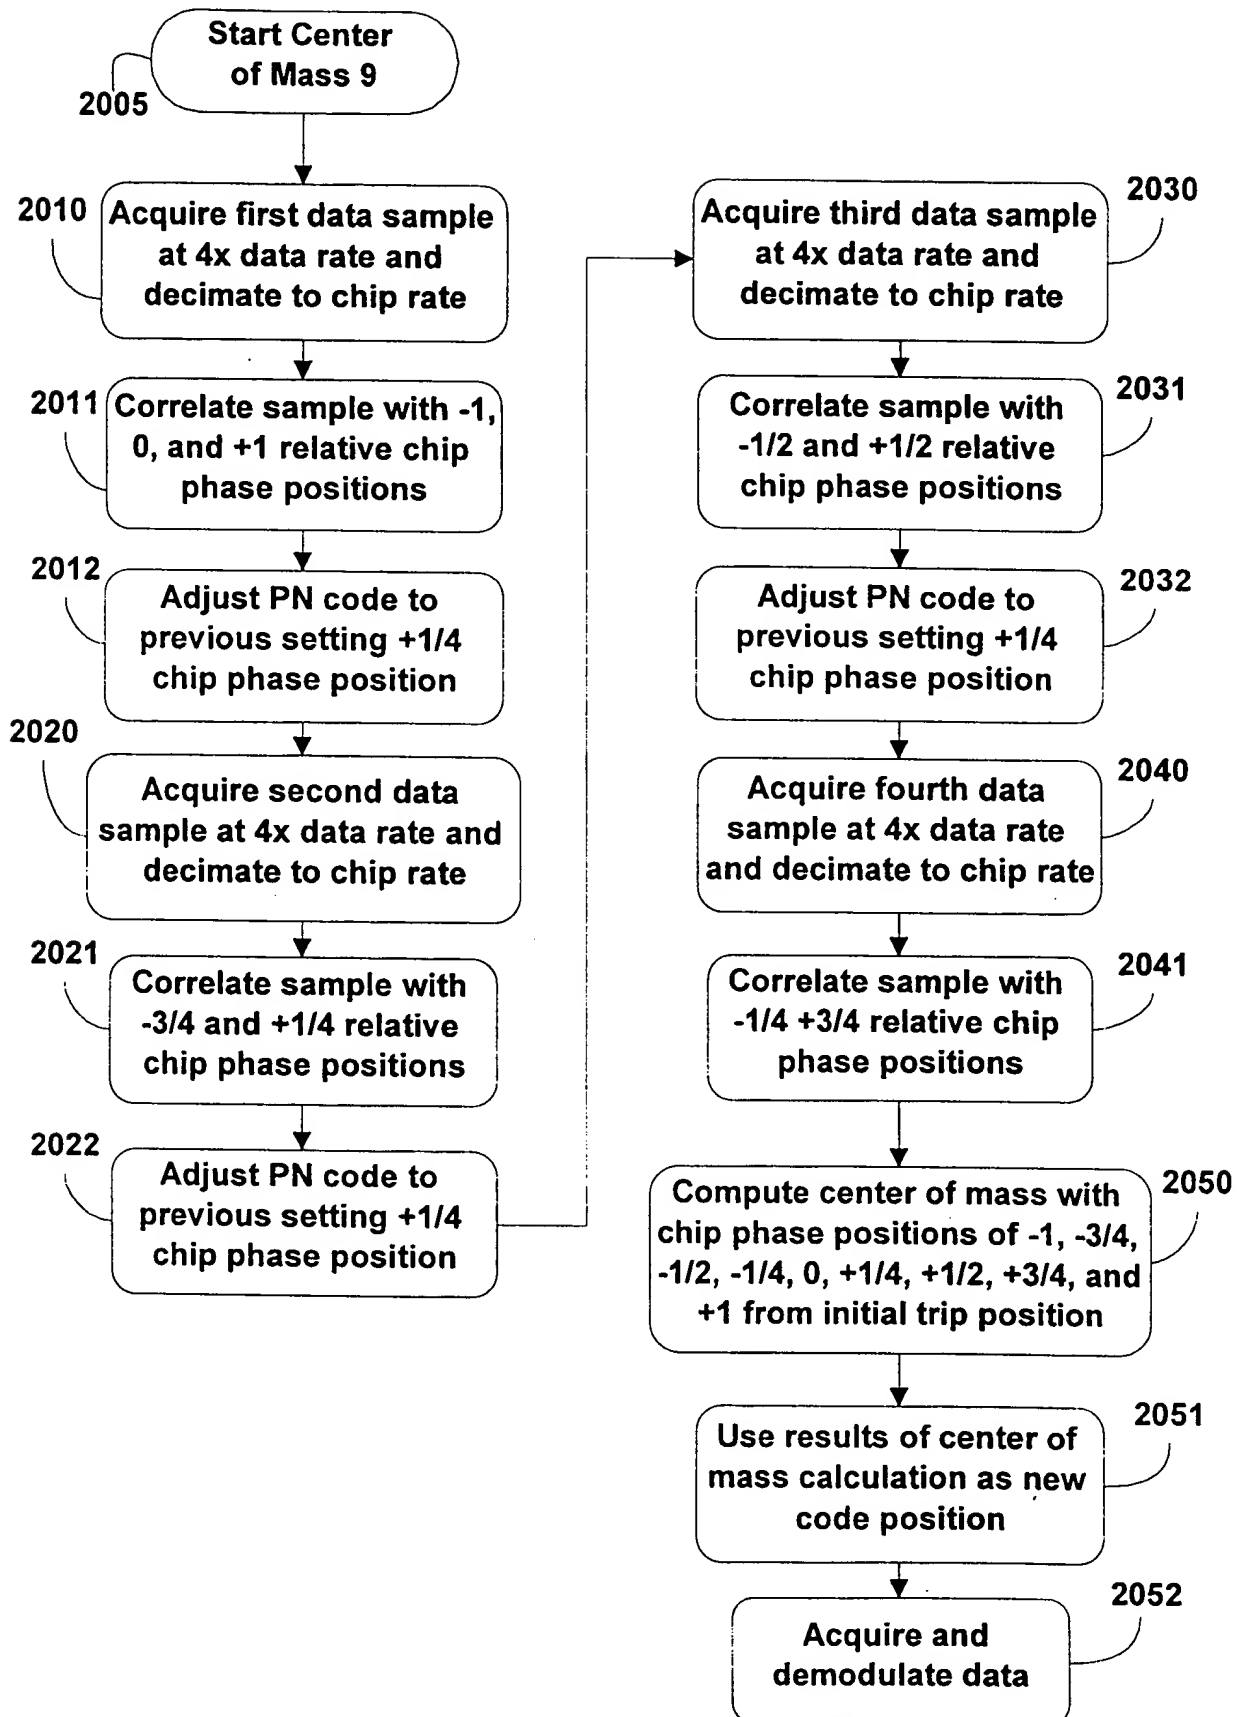 Start Center
of Mass 9
2005
2010
Acquire first data sample
at 4x data rate and
decimate to chip rate
2011
Correlate sample with -1,
0, and +1 relative chip
phase positions
2012
Adjust PN code to
previous setting +1/4
chip phase position
2020
Acquire second data
sample at 4x data rate and
decimate to chip rate
2021
Correlate sample with
-3/4 and +1/4 relative
chip phase positions
2022
Adjust PN code to
previous setting +1/4
chip phase position
2030
Acquire third data sample
at 4x data rate and
decimate to chip rate
2031
Correlate sample with
-1/2 and +1/2 relative
chip phase positions
2032
Adjust PN code to
previous setting +1/4
chip phase position
2040
Acquire fourth data
sample at 4x data rate
and decimate to chip rate
2041
Correlate sample with
-1/4 +3/4 relative chip
phase positions
2050
Compute center of mass with
chip phase positions of -1, -3/4,
-1/2, -1/4, 0, +1/4, +1/2, +3/4, and
+1 from initial trip position
2051
Use results of center of
mass calculation as new
code position
2052
Acquire and
demodulate data